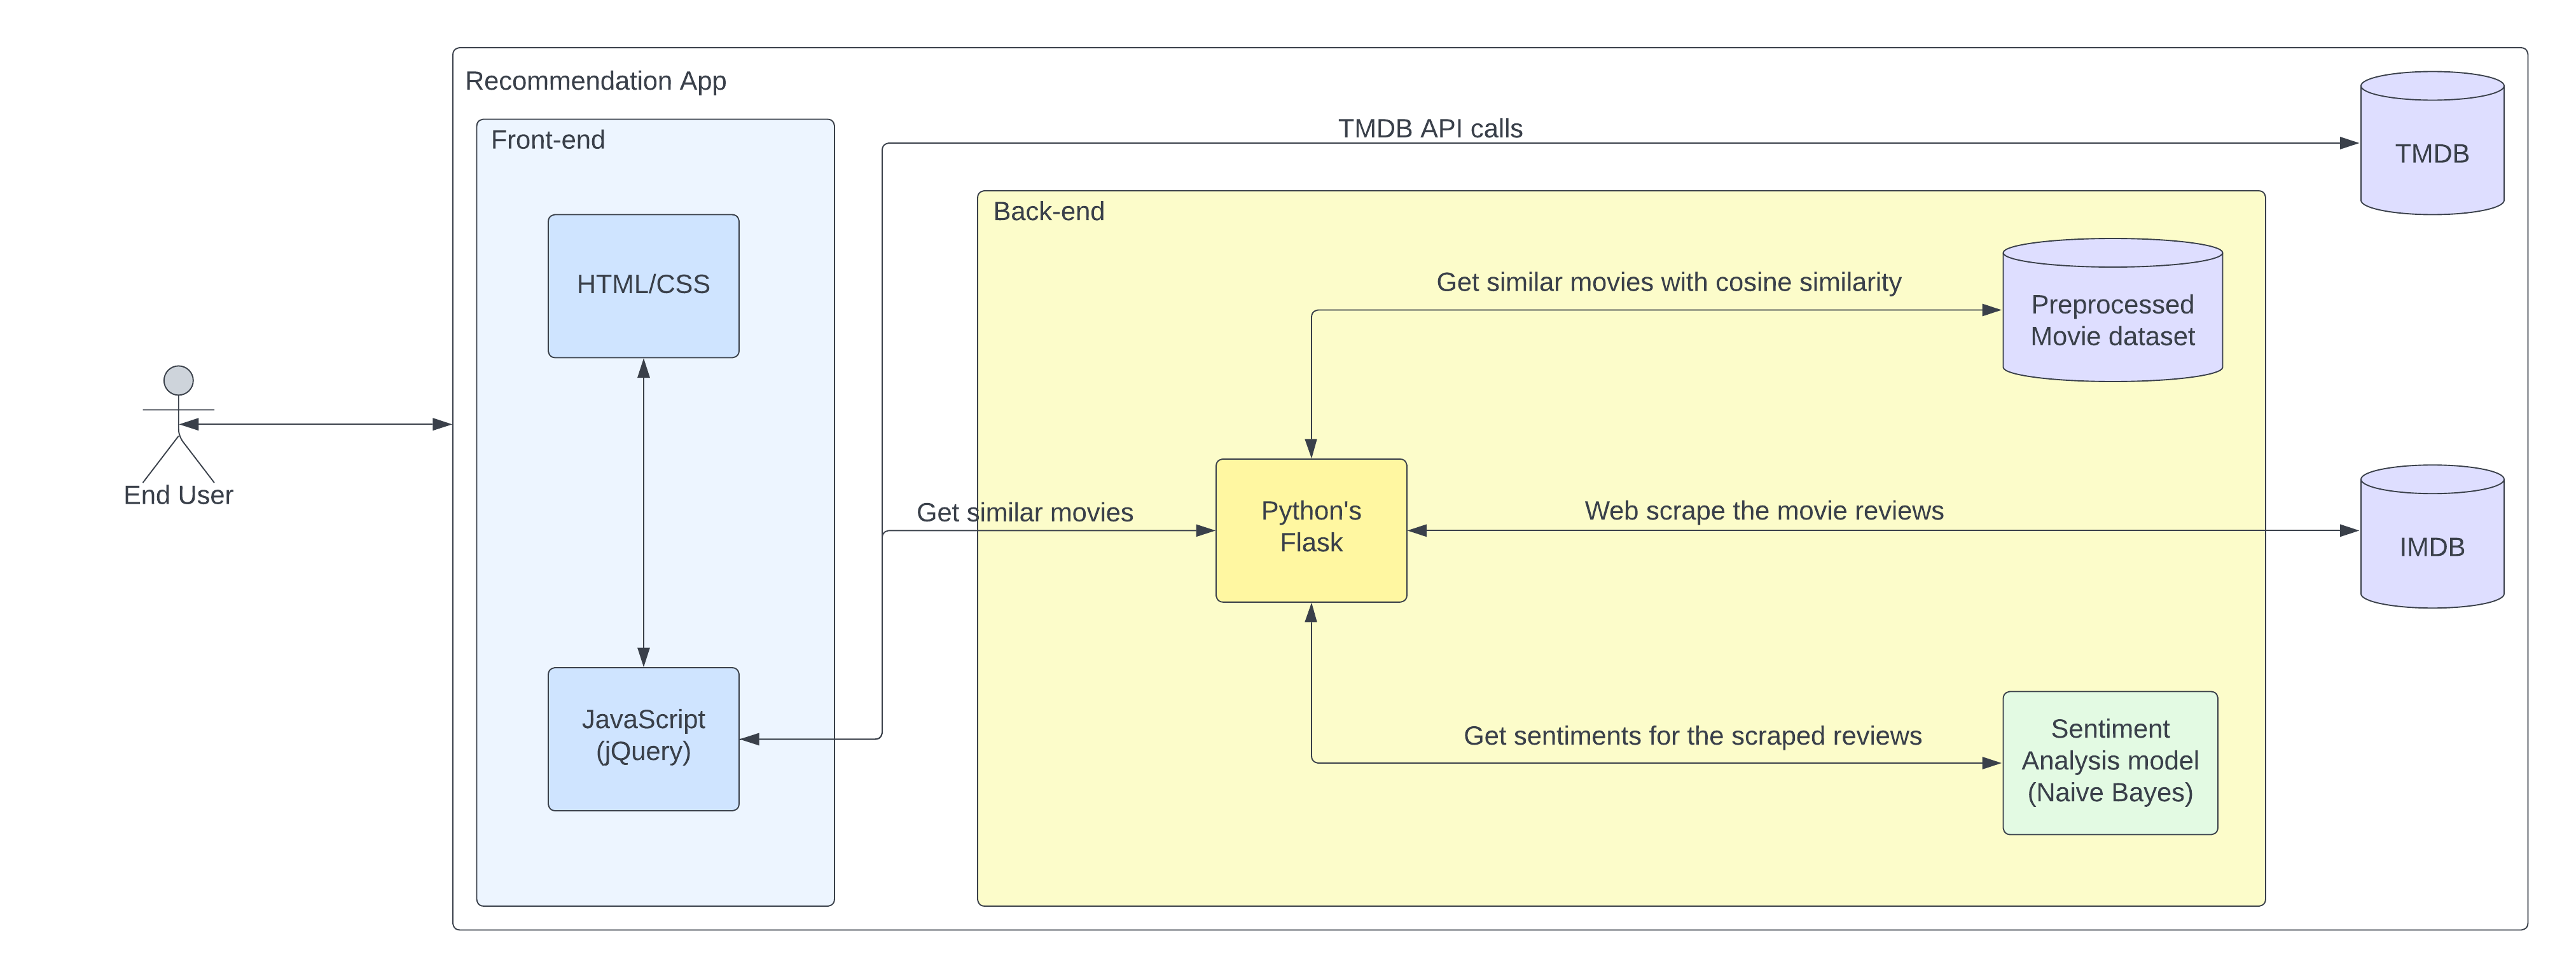 Recommendation App
Front-end
HTML/CSS
JavaScript
(jQuery)
End User
TMDB API calls
TMDB
Back-end
Get similar movies with cosine similarity
Preprocessed
Movie dataset
Get similar movies
Python's
Flask
Web scrape the movie reviews
IMDB
Get sentiments for the scraped reviews
Sentiment
Analysis model
(Naive Bayes)